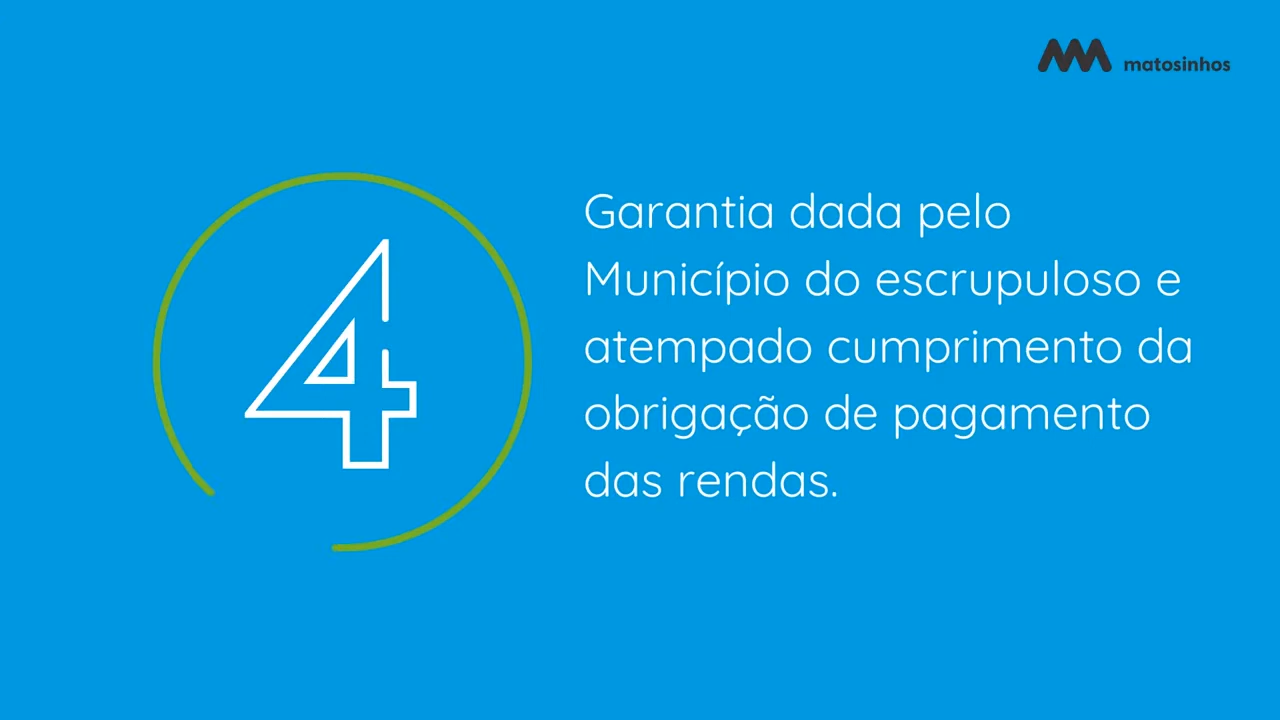 matosinhos
4
Garantia dada pelo
Município do escrupuloso e
atempado cumprimento da
obrigação de pagamento
das rendas.